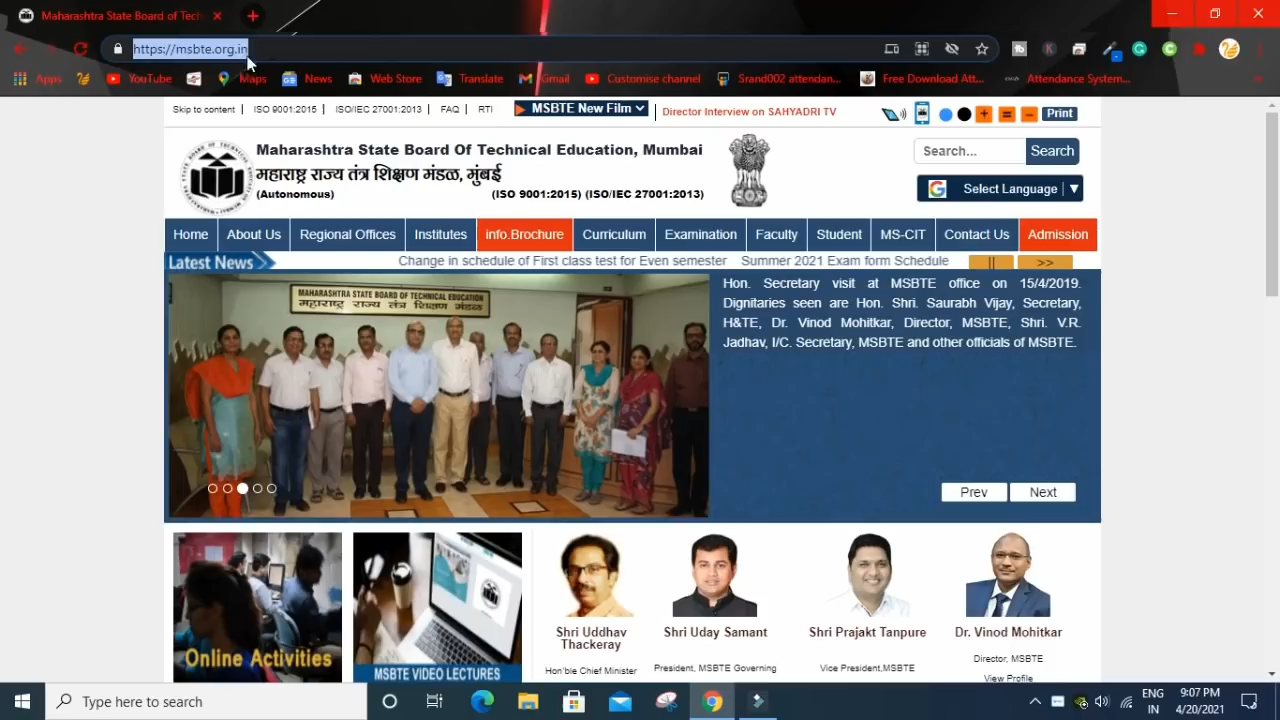 Maharashtra State Board of Tech
https://msbte.org.in
Apps YouTube Maps News Web Store Translate Gmail Customise channel Srand002 attendan... Free Download Att... Attendance System...
Skip to content | ISO 9001:2015 | ISO/IEC 27001:2013 | FAQ | RTI MSBTE New Film Director Interview on SAHYADRI TV + = − Print
Maharashtra State Board Of Technical Education, Mumbai
महाराष्ट्र राज्य तंत्र शिक्षण मंडळ, मुंबई
(Autonomous) (ISO 9001:2015) (ISO/IEC 27001:2013)
Search... Search
G Select Language ▼
Home About Us Regional Offices Institutes info.Brochure Curriculum Examination Faculty Student MS-CIT Contact Us Admission
Latest News Change in schedule of First class test for Even semester Summer 2021 Exam form Schedule || >>
MAHARASHTRA STATE BOARD OF TECHNICAL EDUCATION
महाराष्ट्र राज्य तंत्र शिक्षण मंडळ
Hon. Secretary visit at MSBTE office on 15/4/2019.
Dignitaries seen are Hon. Shri. Saurabh Vijay, Secretary,
H&TE, Dr. Vinod Mohitkar, Director, MSBTE, Shri. V.R.
Jadhav, I/C. Secretary, MSBTE and other officials of MSBTE.
Prev Next
Online Activities
MSBTE VIDEO LECTURES
Shri Uddhav
Thackeray
Hon'ble Chief Minister
Shri Uday Samant
President, MSBTE Governing
Shri Prajakt Tanpure
Vice President,MSBTE
Dr. Vinod Mohitkar
Director, MSBTE
View Profile
Type here to search
ENG
IN
9:07 PM
4/20/2021